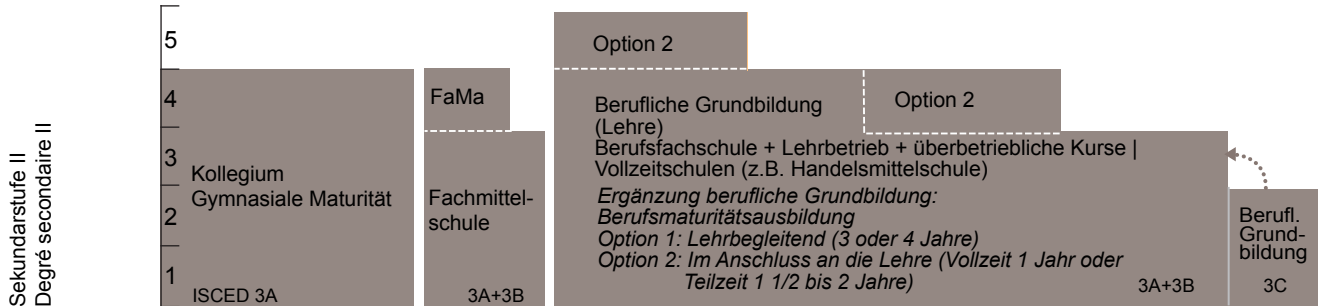 Sekundarstufe II
Degré secondaire II
5
4
3
2
1
Kollegium
Gymnasiale Maturität
ISCED 3A
FaMa
Fachmittel-
schule
3A+3B
Option 2
Option 2
Berufliche Grundbildung
(Lehre)
Berufsfachschule + Lehrbetrieb + überbetriebliche Kurse |
Vollzeitschulen (z.B. Handelsmittelschule)
Ergänzung berufliche Grundbildung:
Berufsmaturitätsausbildung
Option 1: Lehrbegleitend (3 oder 4 Jahre)
Option 2: Im Anschluss an die Lehre (Vollzeit 1 Jahr oder
Teilzeit 1 1/2 bis 2 Jahre)
3A+3B
Berufl.
Grund-
bildung
3C